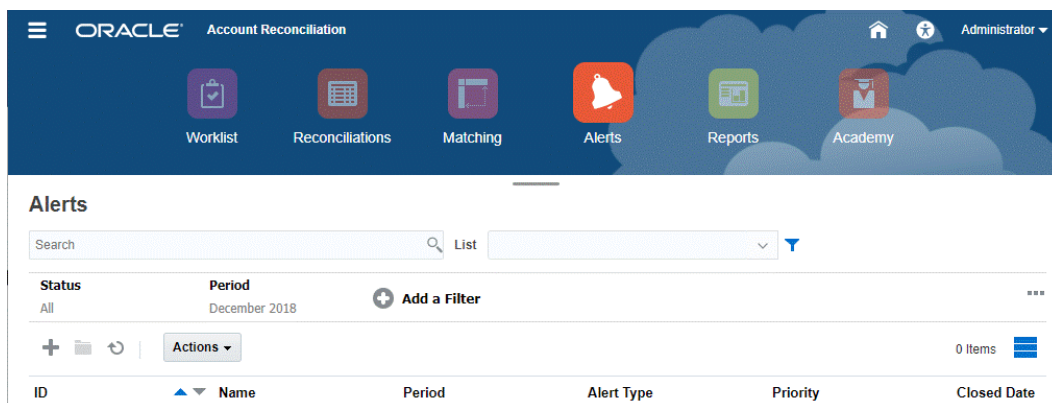 ORACLE Account Reconciliation Administrator
Worklist Reconciliations Matching Alerts Reports Academy
Alerts
Search List
Status Period
All December 2018
Add a Filter
Actions 0 Items
ID Name Period Alert Type Priority Closed Date